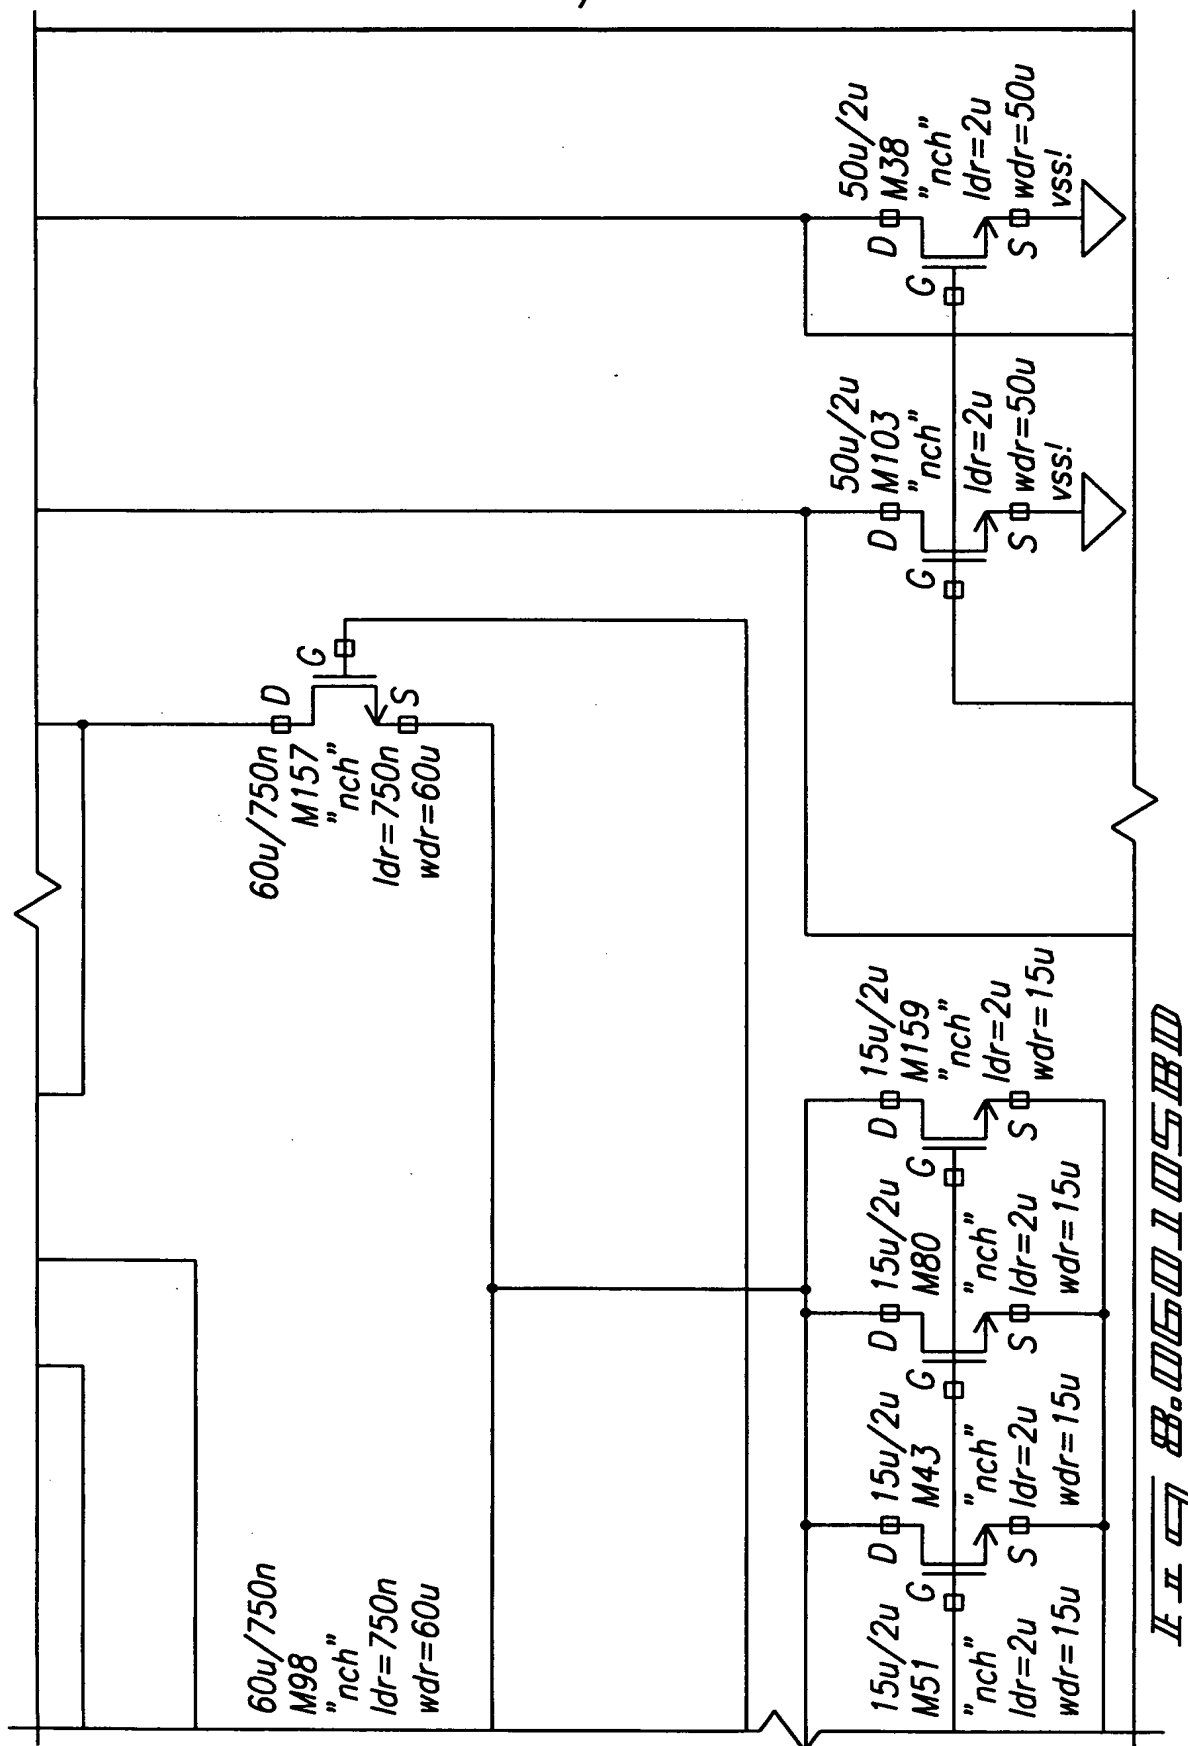 60u/750n
M98
"nch"
ldr=750n
wdr=60u
60u/750n
M157
"nch"
ldr=750n
wdr=60u
D
G
S
15u/2u
M51
"nch"
ldr=2u
wdr=15u
D
G
S
15u/2u
M43
"nch"
ldr=2u
wdr=15u
D
G
S
15u/2u
M80
"nch"
ldr=2u
wdr=15u
D
G
S
15u/2u
M159
"nch"
ldr=2u
wdr=15u
D
G
S
50u/2u
M103
"nch"
ldr=2u
wdr=50u
vss!
D
G
S
50u/2u
M38
"nch"
ldr=2u
wdr=50u
vss!
Fig 8.060105BD